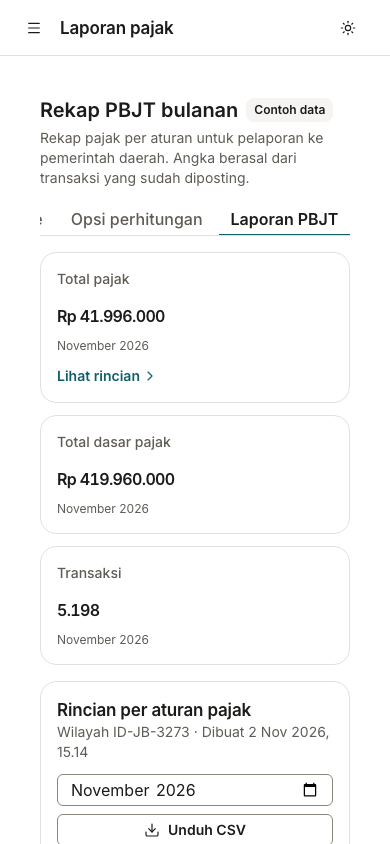 Laporan pajak
Rekap PBJT bulanan
Contoh data
Rekap pajak per aturan untuk pelaporan ke
pemerintah daerah. Angka berasal dari
transaksi yang sudah diposting.
Opsi perhitungan
Laporan PBJT
Total pajak
Rp 41.996.000
November 2026
Lihat rincian
Total dasar pajak
Rp 419.960.000
November 2026
Transaksi
5.198
November 2026
Rincian per aturan pajak
Wilayah ID-JB-3273 · Dibuat 2 Nov 2026,
15.14
November 2026
Unduh CSV